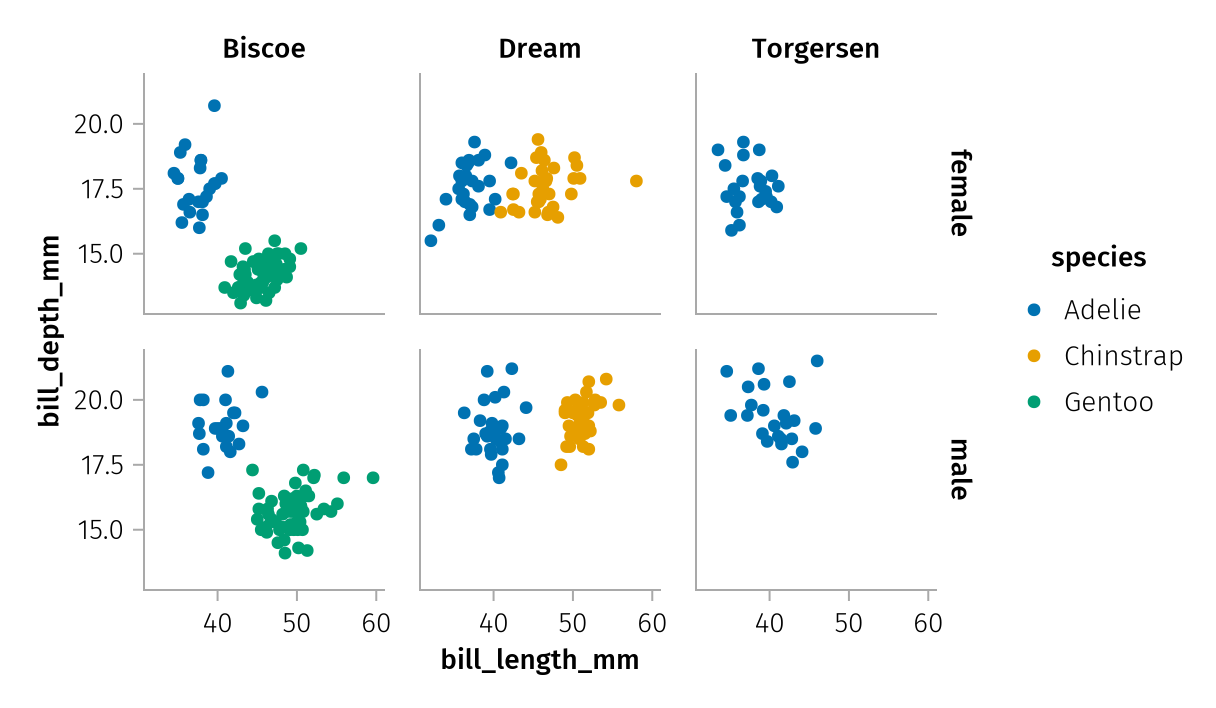 Biscoe Dream Torgersen
20.0
17.5
15.0
female
bill_depth_mm
species
Adelie
Chinstrap
Gentoo
20.0
17.5
15.0
male
40 50 60 40 50 60 40 50 60
bill_length_mm